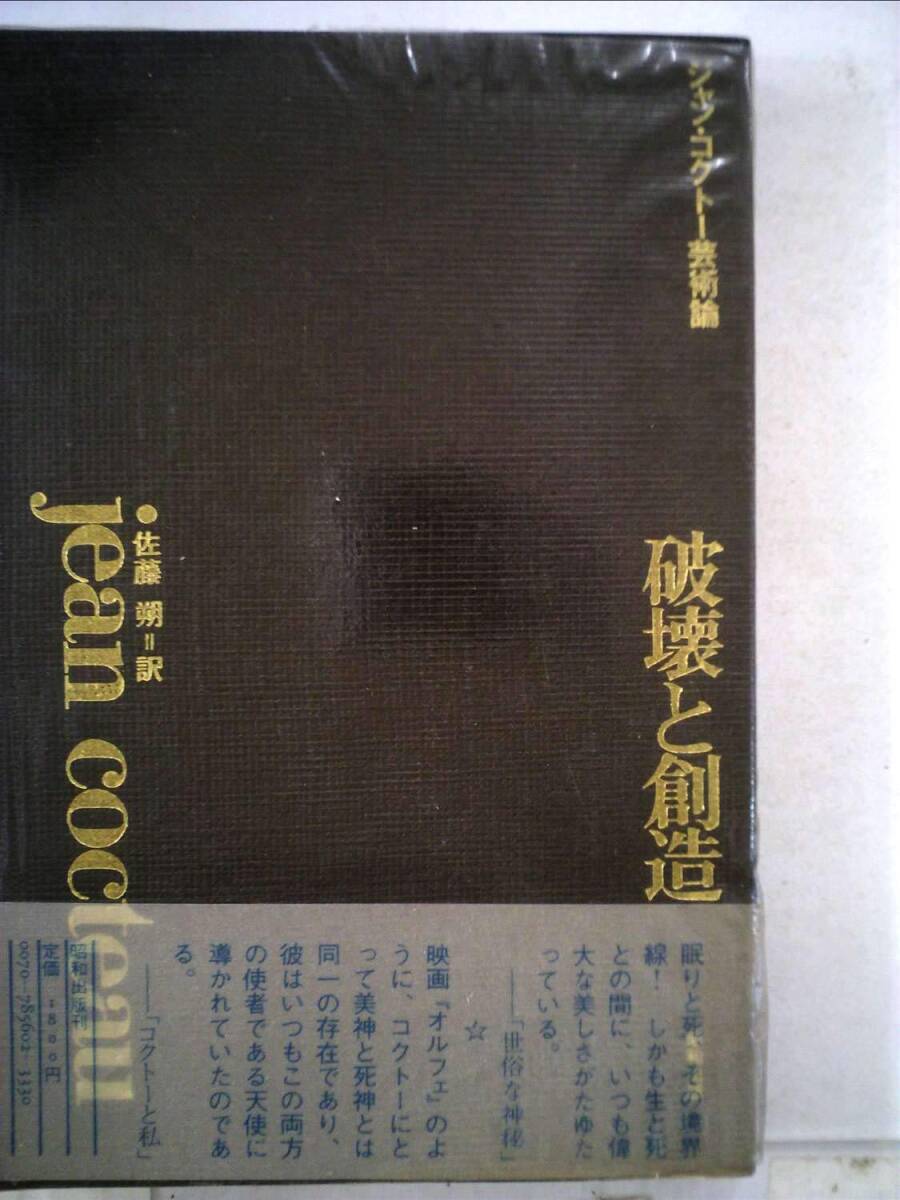 ジャン・コクトー芸術論
破壊と創造
・佐藤 朔=訳
jean cocteau
眠りと死、その境界
線! しかも生と死
との間に、いつも偉
大な美しさがただよた
っている。
――「世俗な神秘」
☆
映画『オルフェ』のよ
うに、コクトーにと
って美神と死神とは
同一の存在であり、
彼はいつもこの両方
の使者である天使に
導かれていたのであ
る。
――「コクトーと私」
昭和出版刊
定価:800円
0070―785602―3330